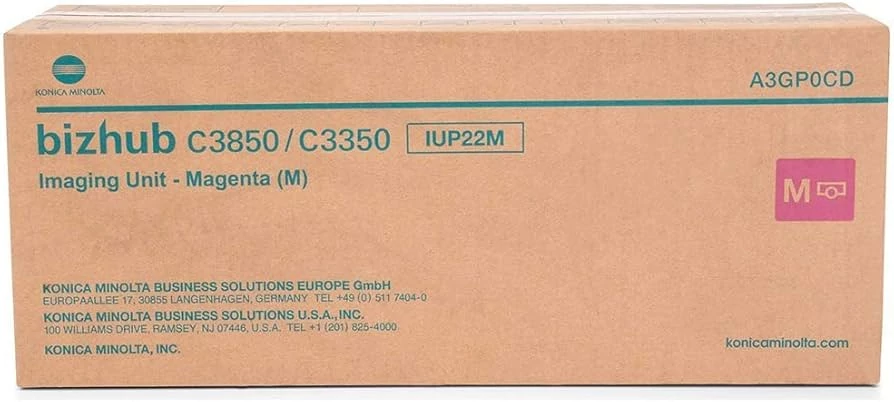 KONICA MINOLTA
A3GP0CD
bizhub C3850/C3350 IUP22M
Imaging Unit - Magenta (M)
M
KONICA MINOLTA BUSINESS SOLUTIONS EUROPE GmbH
EUROPAALLEE 17, 30855 LANGENHAGEN, GERMANY TEL +49 (0) 511 7404-0
KONICA MINOLTA BUSINESS SOLUTIONS U.S.A., INC.
100 WILLIAMS DRIVE, RAMSEY, NJ 07446, U.S.A. TEL +1 (201) 825-4000
KONICA MINOLTA, INC.
konicaminolta.com